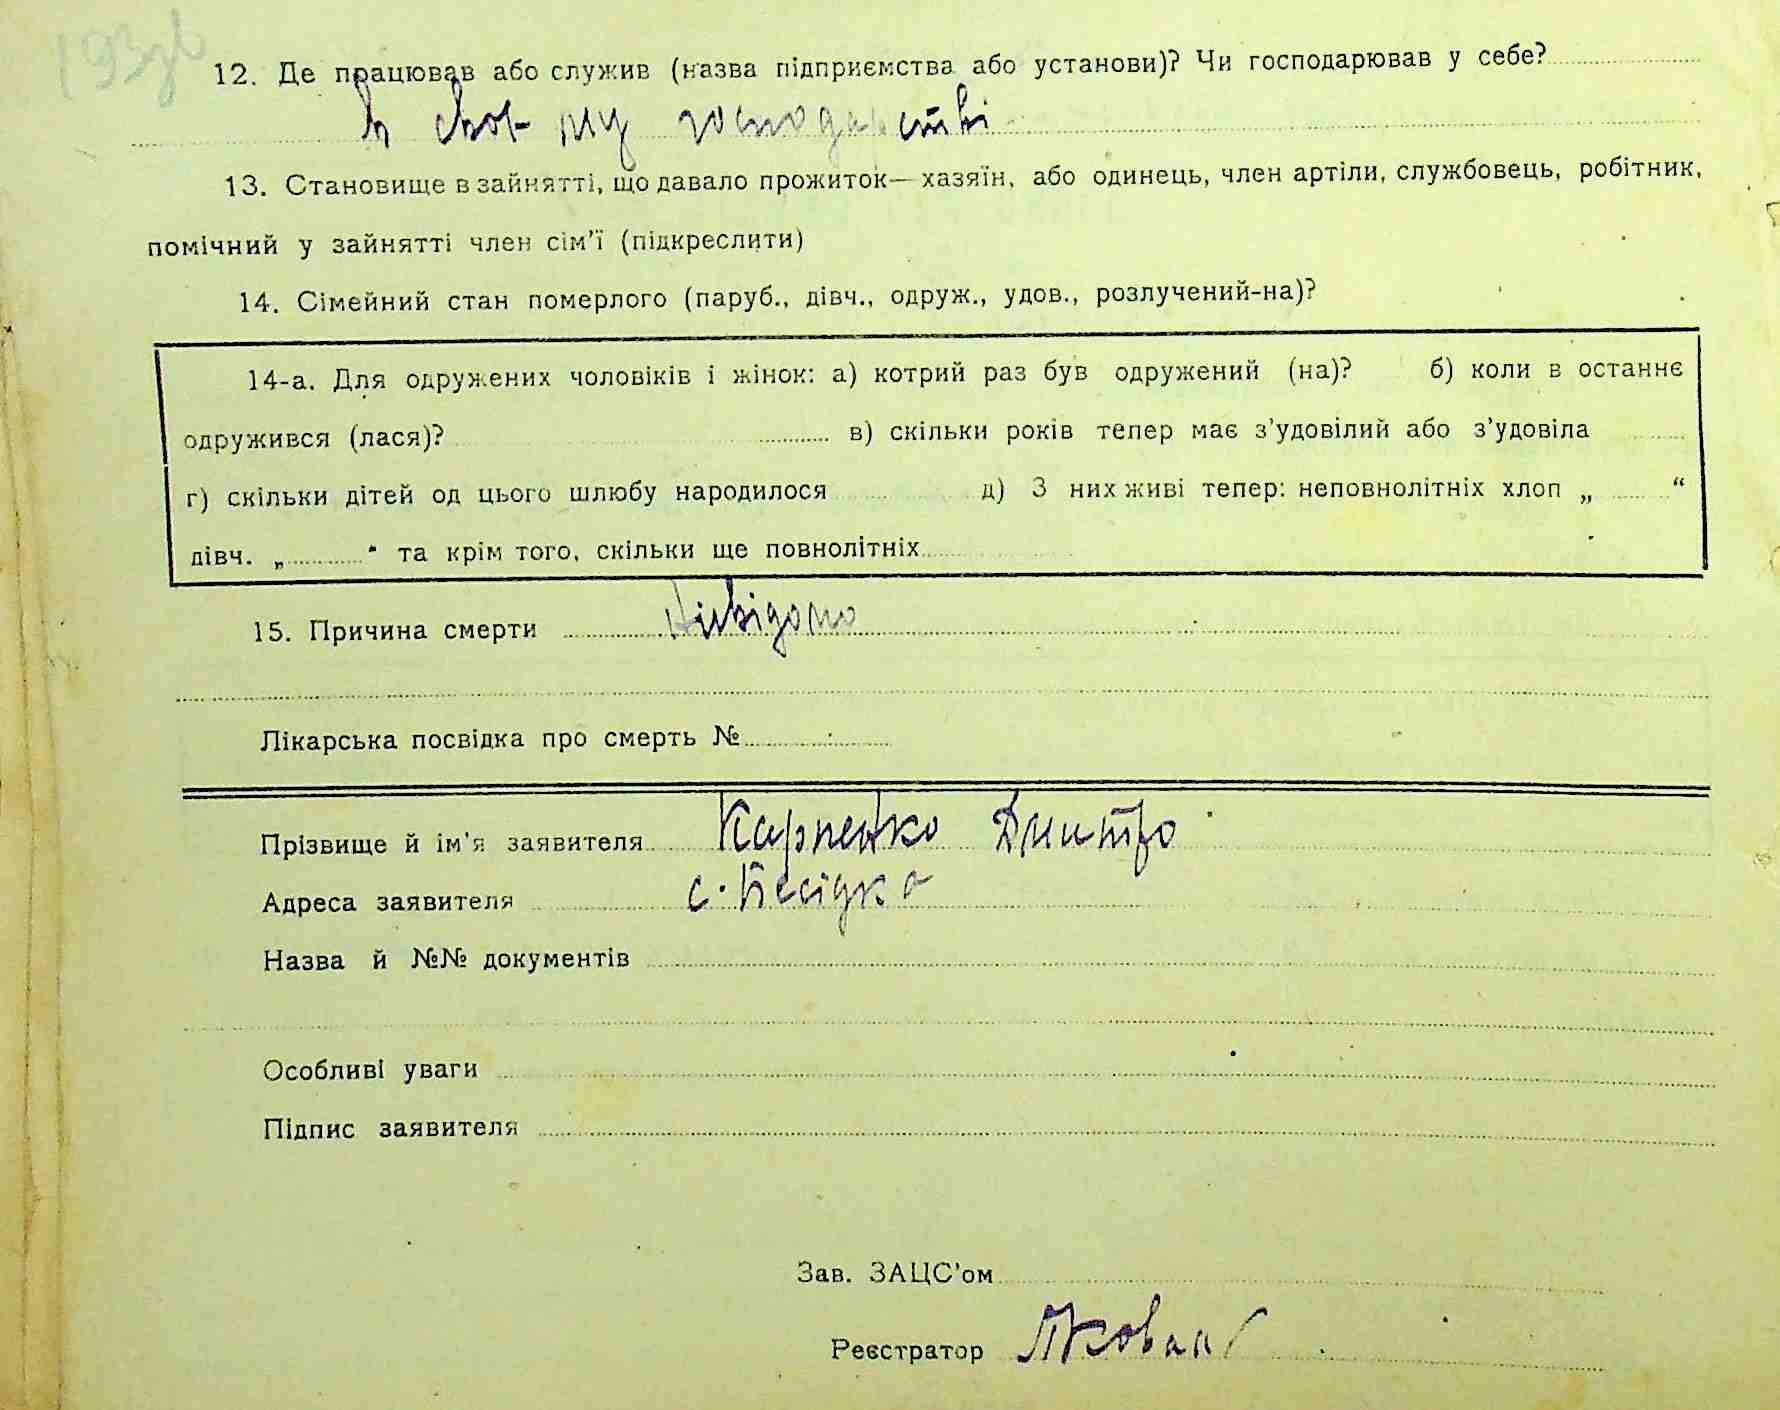 193зв
12. Де працював або служив (назва підприємства або установи)? Чи господарював у себе?
в своему господарстві
13. Становище в зайнятті, що давало прожиток— хазяїн, або одинець, член артіли, службовець, робітник,
помічний у зайнятті член сім'ї (підкреслити)
14. Сімейний стан померлого (паруб., дівч., одруж., удов., розлучений-на)?
14-а. Для одружених чоловіків і жінок: а) котрий раз був одружений (на)? б) коли в останнє
одружився (лася)? в) скільки років тепер має з'удовілий або з'удовіла
г) скільки дітей од цього шлюбу народилося д) З них живі тепер: неповнолітніх хлоп „ “
дівч. „ “ та крім того, скільки ще повнолітніх
15. Причина смерти Невідомо
Лікарська посвідка про смерть №
Прізвище й ім'я заявителя Карпенко Дмитро
Адреса заявителя с. Бесідка
Назва й №№ документів
Особливі уваги
Підпис заявителя
Зав. ЗАЦС'ом
Реєстратор